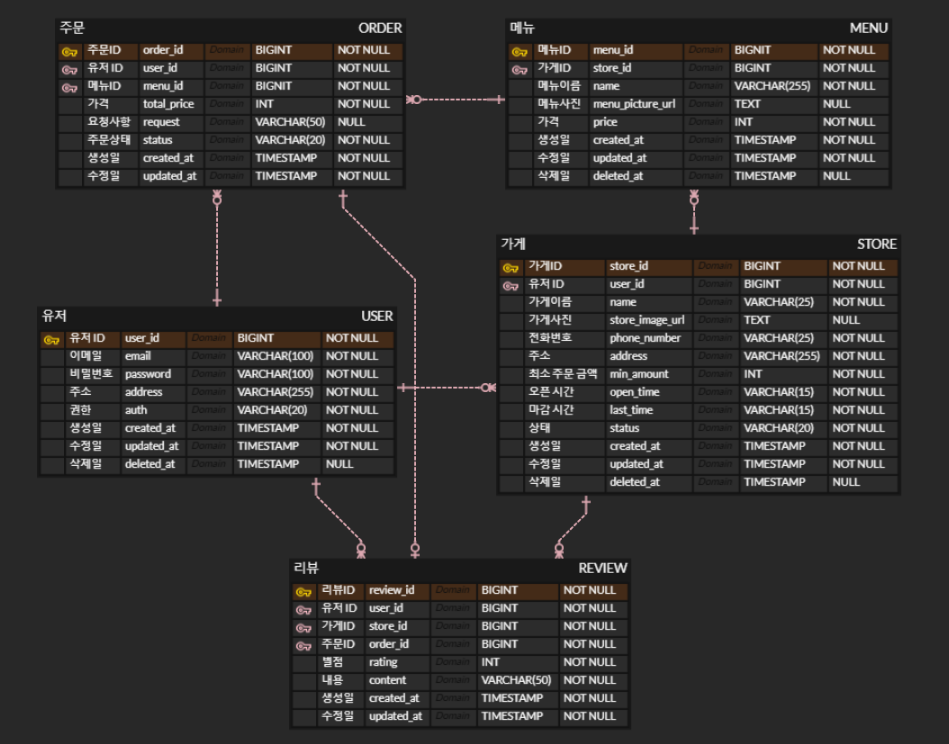 주문 ORDER
주문ID order_id Domain BIGINT NOT NULL
유저 ID user_id Domain BIGINT NOT NULL
메뉴ID menu_id Domain BIGNIT NOT NULL
가격 total_price Domain INT NOT NULL
요청사항 request Domain VARCHAR(50) NULL
주문상태 status Domain VARCHAR(20) NOT NULL
생성일 created_at Domain TIMESTAMP NOT NULL
수정일 updated_at Domain TIMESTAMP NOT NULL
메뉴 MENU
메뉴ID menu_id Domain BIGNIT NOT NULL
가게ID store_id Domain BIGINT NOT NULL
메뉴이름 name Domain VARCHAR(255) NOT NULL
메뉴사진 menu_picture_url Domain TEXT NULL
가격 price Domain INT NOT NULL
생성일 created_at Domain TIMESTAMP NOT NULL
수정일 updated_at Domain TIMESTAMP NOT NULL
삭제일 deleted_at Domain TIMESTAMP NULL
가게 STORE
가게ID store_id Domain BIGINT NOT NULL
유저 ID user_id Domain BIGINT NOT NULL
가게이름 name Domain VARCHAR(25) NOT NULL
가게사진 store_image_url Domain TEXT NULL
전화번호 phone_number Domain VARCHAR(25) NOT NULL
주소 address Domain VARCHAR(255) NOT NULL
최소 주문 금액 min_amount Domain INT NOT NULL
오픈 시간 open_time Domain VARCHAR(15) NOT NULL
마감 시간 last_time Domain VARCHAR(15) NOT NULL
상태 status Domain VARCHAR(20) NOT NULL
생성일 created_at Domain TIMESTAMP NOT NULL
수정일 updated_at Domain TIMESTAMP NOT NULL
삭제일 deleted_at Domain TIMESTAMP NULL
유저 USER
유저 ID user_id Domain BIGINT NOT NULL
이메일 email Domain VARCHAR(100) NOT NULL
비밀번호 password Domain VARCHAR(100) NOT NULL
주소 address Domain VARCHAR(255) NOT NULL
권한 auth Domain VARCHAR(20) NOT NULL
생성일 created_at Domain TIMESTAMP NOT NULL
수정일 updated_at Domain TIMESTAMP NOT NULL
삭제일 deleted_at Domain TIMESTAMP NULL
리뷰 REVIEW
리뷰ID review_id Domain BIGINT NOT NULL
유저 ID user_id Domain BIGINT NOT NULL
가게ID store_id Domain BIGINT NOT NULL
주문ID order_id Domain BIGINT NOT NULL
별점 rating Domain INT NOT NULL
내용 content Domain VARCHAR(50) NOT NULL
생성일 created_at Domain TIMESTAMP NOT NULL
수정일 updated_at Domain TIMESTAMP NOT NULL